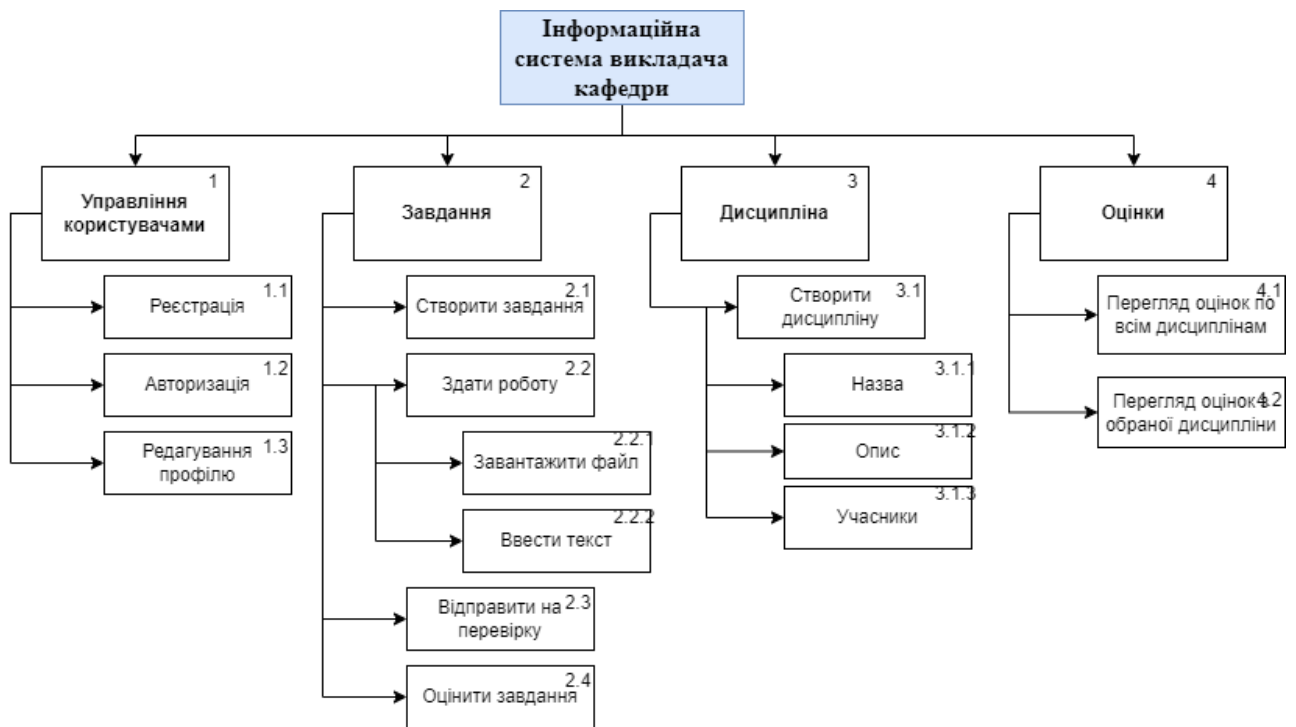 Інформаційна
система викладача
кафедри
1
Управління
користувачами
1.1
Реєстрація
1.2
Авторизація
1.3
Редагування
профілю
2
Завдання
2.1
Створити завдання
2.2
Здати роботу
2.2.1
Завантажити файл
2.2.2
Ввести текст
2.3
Відправити на
перевірку
2.4
Оцінити завдання
3
Дисципліна
3.1
Створити
дисципліну
3.1.1
Назва
3.1.2
Опис
3.1.3
Учасники
4
Оцінки
4.1
Перегляд оцінок по
всім дисциплінам
4.2
Перегляд оцінок з
обраної дисципліни